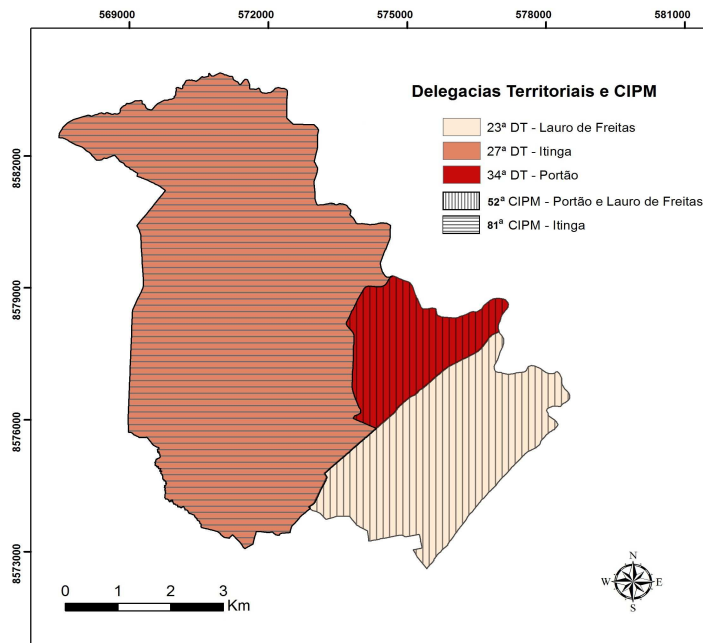 569000 572000 575000 578000 581000
Delegacias Territoriais e CIPM
23ª DT - Lauro de Freitas
27ª DT - Itinga
34ª DT - Portão
52ª CIPM - Portão e Lauro de Freitas
81ª CIPM - Itinga
8582000
8579000
8576000
8573000
0 1 2 3
Km
N
W E
S